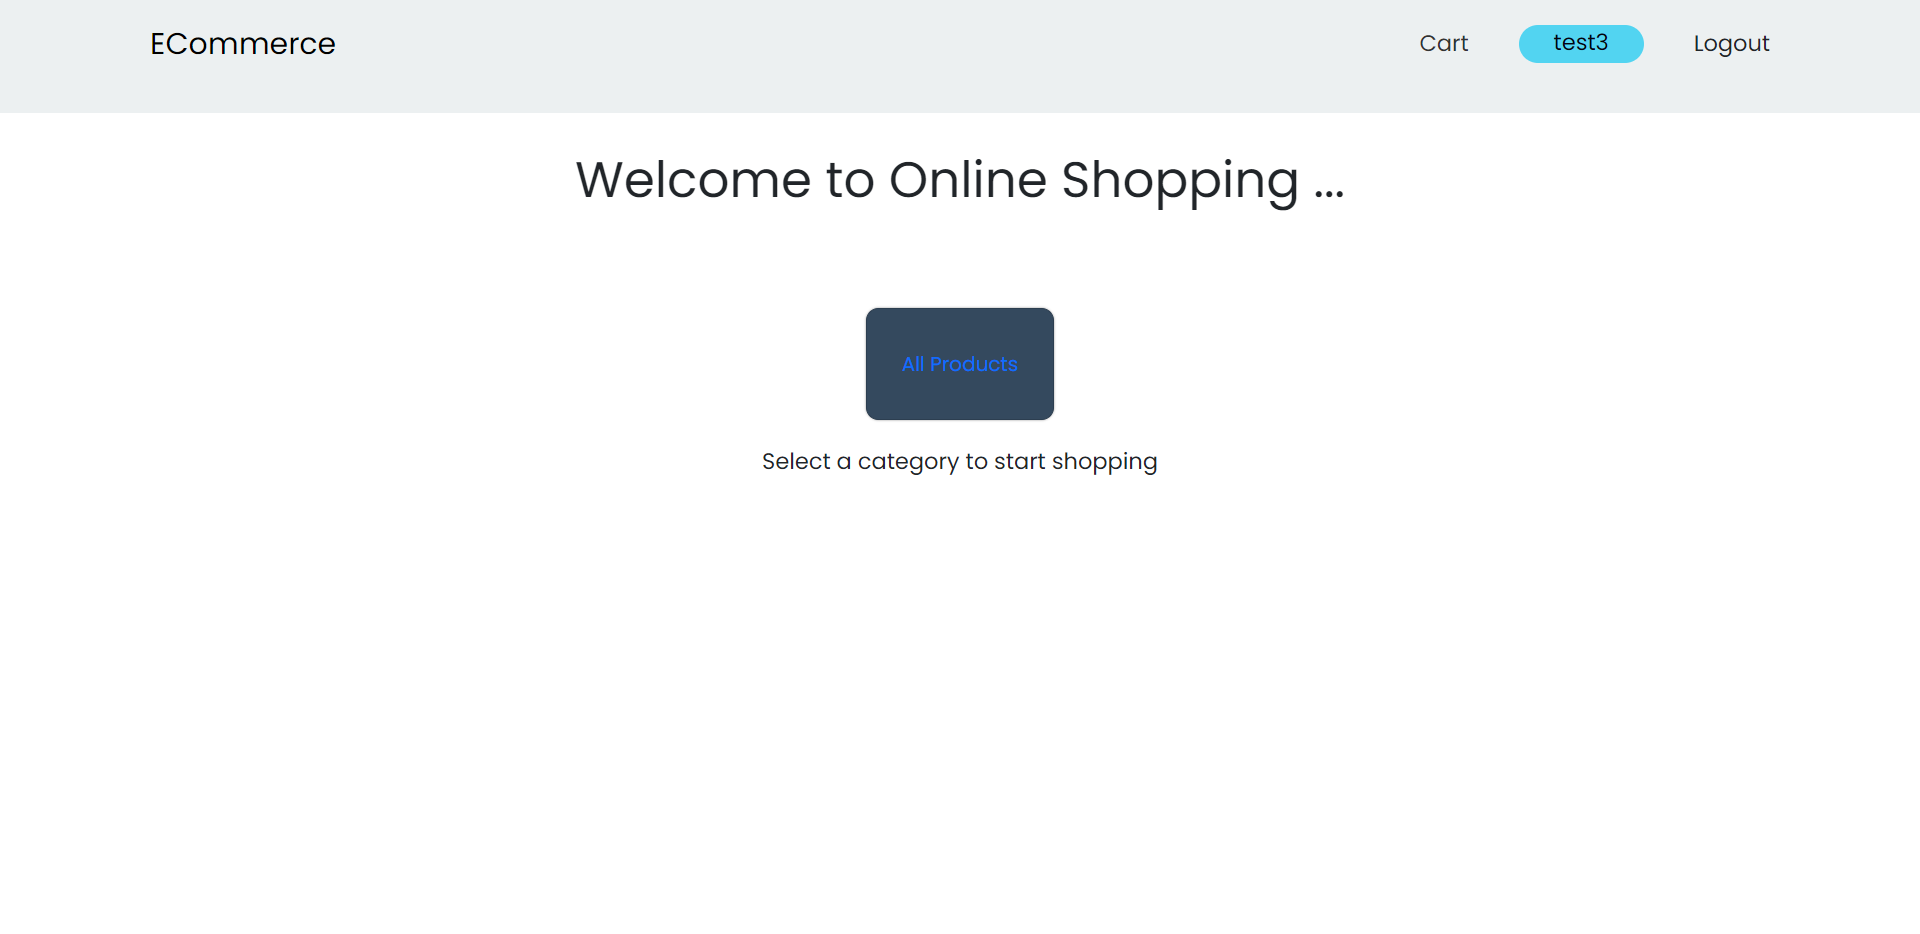 ECommerce Cart test3 Logout
Welcome to Online Shopping ...
All Products
Select a category to start shopping